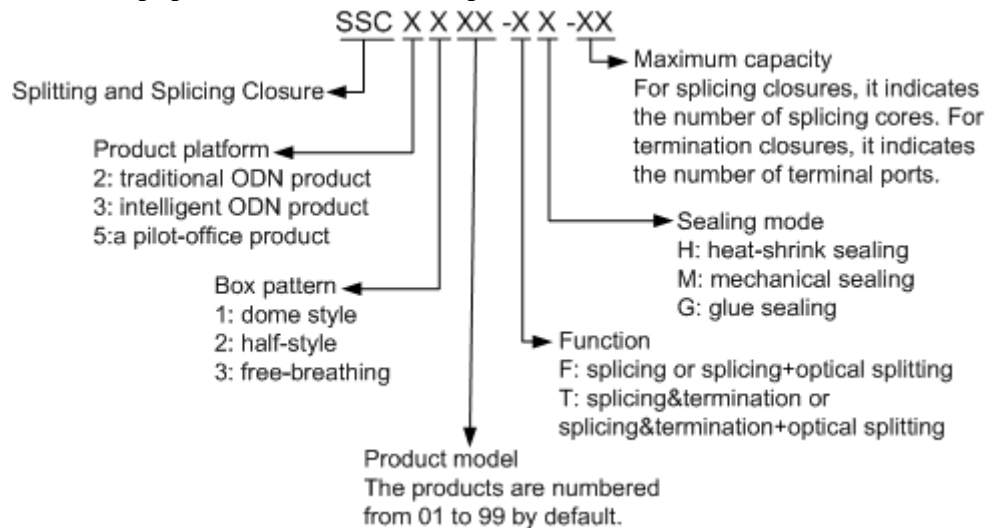 SSC X X XX -X X -XX
Maximum capacity
For splicing closures, it indicates
the number of splicing cores. For
termination closures, it indicates
the number of terminal ports.
Splitting and Splicing Closure
Product platform
2: traditional ODN product
3: intelligent ODN product
5:a pilot-office product
Sealing mode
H: heat-shrink sealing
M: mechanical sealing
G: glue sealing
Box pattern
1: dome style
2: half-style
3: free-breathing
Function
F: splicing or splicing+optical splitting
T: splicing&termination or
splicing&termination+optical splitting
Product model
The products are numbered
from 01 to 99 by default.